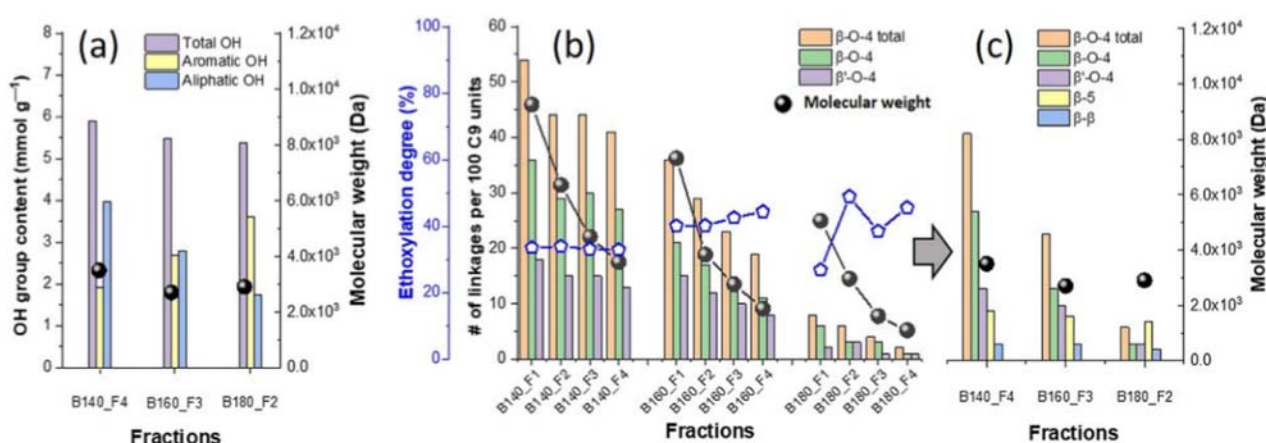 (a)
Total OH
Aromatic OH
Aliphatic OH
OH group content (mmol g⁻¹)
8
7
6
5
4
3
2
1
0
1.2x10⁴
1.0x10⁴
8.0x10³
6.0x10³
4.0x10³
2.0x10³
0.0
Molecular weight (Da)
B140_F4 B160_F3 B180_F2
Fractions
Ethoxylation degree (%)
100
80
60
40
20
0
# of linkages per 100 C9 units
60
50
40
30
20
10
0
(b)
β-O-4 total
β-O-4
β'-O-4
Molecular weight
B140_F1
B140_F2
B140_F3
B140_F4
B160_F1
B160_F2
B160_F3
B160_F4
B180_F1
B180_F2
B180_F3
B180_F4
Fractions
(c)
β-O-4 total
β-O-4
β'-O-4
β-5
β-β
1.2x10⁴
1.0x10⁴
8.0x10³
6.0x10³
4.0x10³
2.0x10³
0.0
Molecular weight (Da)
B140_F4 B160_F3 B180_F2
Fractions